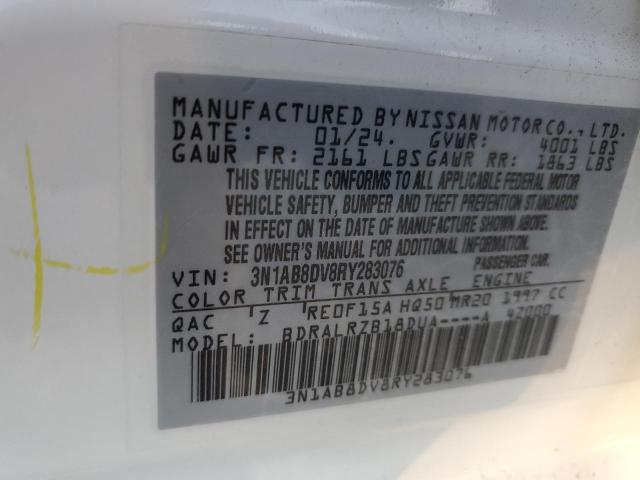 MANUFACTURED BY NISSAN MOTOR CO., LTD.
DATE: 01/24. GVWR: 4001 LBS
GAWR FR: 2161 LBS GAWR RR: 1863 LBS
THIS VEHICLE CONFORMS TO ALL APPLICABLE FEDERAL MOTOR
VEHICLE SAFETY, BUMPER AND THEFT PREVENTION STANDARDS
IN EFFECT ON THE DATE OF MANUFACTURE SHOWN ABOVE.
SEE OWNER'S MANUAL FOR ADDITIONAL INFORMATION.
VIN: 3N1AB8DV8RY283076 PASSENGER CAR.
COLOR TRIM TRANS AXLE ENGINE
QAC Z RE0F15A HQ50 MR20 1997 CC
MODEL: BDRALRZB18DUA----A 4Z000
3N1AB8DV8RY283076